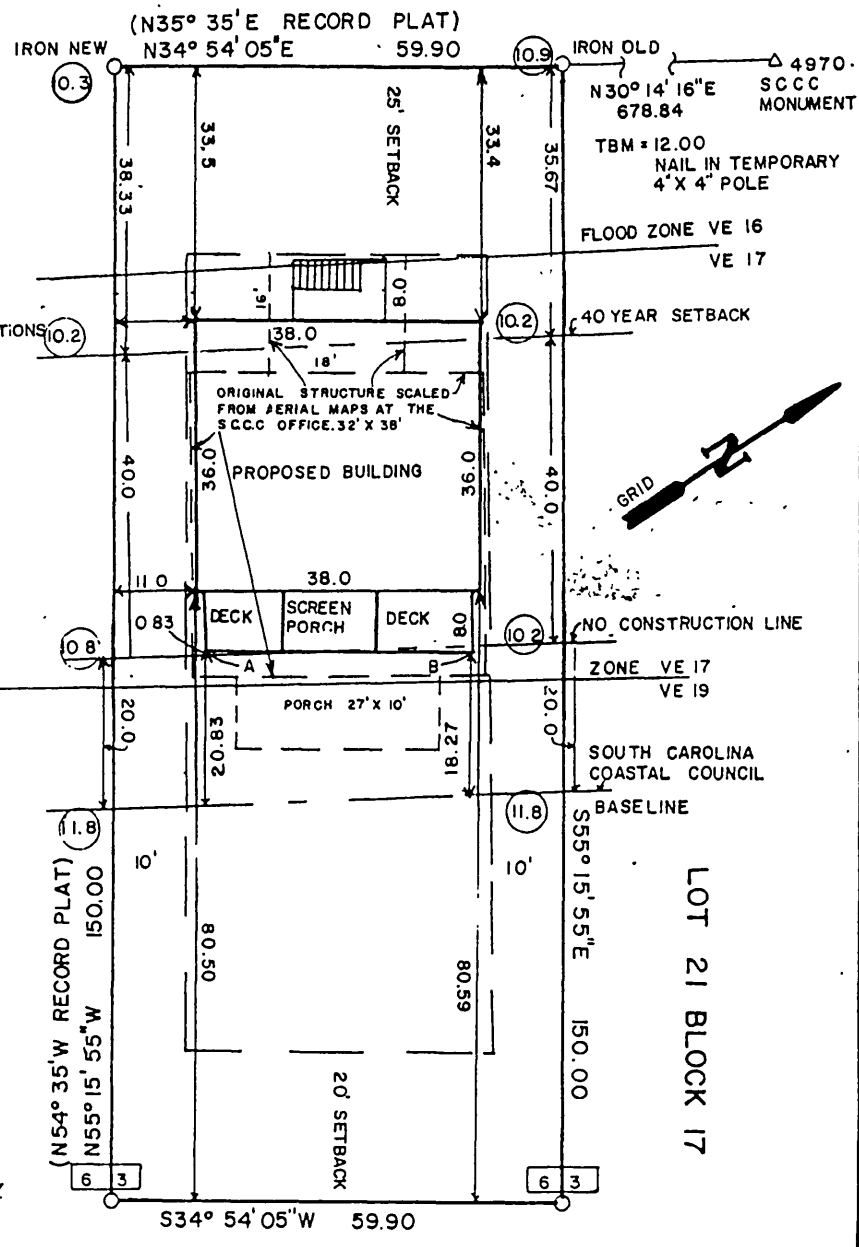 (N35° 35'E RECORD PLAT)
IRON NEW
N34° 54' 05"E 59.90
IRON OLD
10.3
10.9
4970.
SCCC
MONUMENT
N30° 14' 16"E
678.84
TBM = 12.00
NAIL IN TEMPORARY
4" X 4" POLE
38.33
33.5
25' SETBACK
33.4
35.67
FLOOD ZONE VE 16
VE 17
16'
8.0
TIONS
10.2
10.2
40 YEAR SETBACK
38.0
18'
ORIGINAL STRUCTURE SCALED
FROM AERIAL MAPS AT THE
S.C.C.C OFFICE. 32' X 38'
40.0
36.0
PROPOSED BUILDING
36.0
40.0
GRID
N
11.0
38.0
DECK
SCREEN
PORCH
DECK
8.0
0.83
10.8
10.2
NO CONSTRUCTION LINE
A
B
ZONE VE 17
VE 19
PORCH 27' X 10'
20.0
20.83
18.27
20.0
SOUTH CAROLINA
COASTAL COUNCIL
BASELINE
11.8
11.8
10'
10'
(N54° 35'W RECORD PLAT)
N55° 15' 55"W 150.00
80.50
80.59
S55° 15' 55"E 150.00
LOT 21 BLOCK 17
20' SETBACK
6 3
6 3
S34° 54' 05"W 59.90